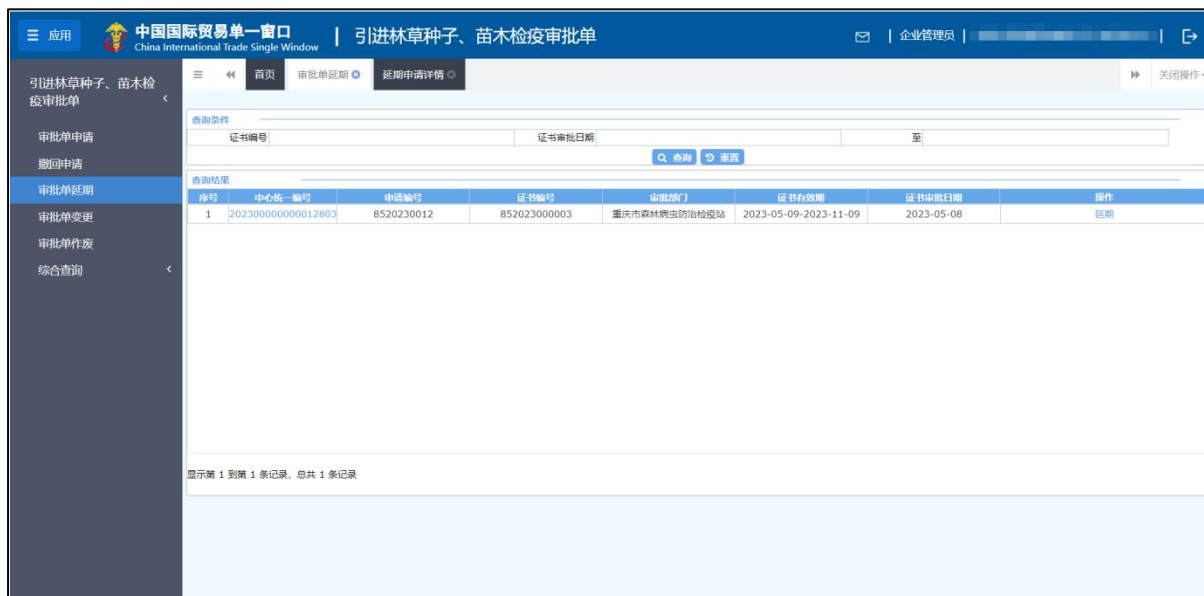 应用
中国国际贸易单一窗口 | 引进林草种子、苗木检疫审批单
China International Trade Single Window
| 企业管理员 | |
引进林草种子、苗木检
疫审批单
审批单申请
撤回申请
审批单延期
审批单变更
审批单作废
综合查询
首页 审批单延期 延期申请详情 关闭操作
查询条件
证书编号 证书审批日期 至
查询 重置
查询结果
序号 中心统一编号 申请编号 证书编号 审批部门 证书有效期 证书审批日期 操作
1 202300000000012803 8520230012 852023000003 重庆市森林病虫防治检疫站 2023-05-09-2023-11-09 2023-05-08 延期
显示第 1 到第 1 条记录，总共 1 条记录